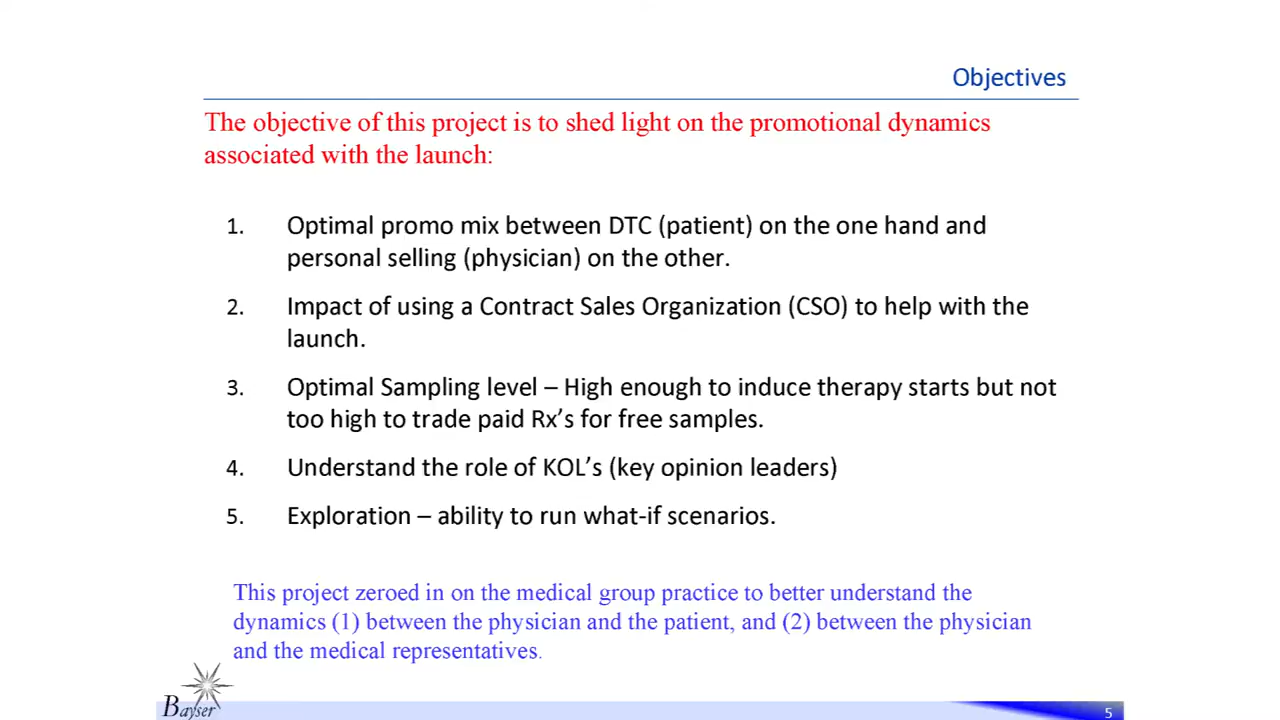 Objectives
The objective of this project is to shed light on the promotional dynamics
associated with the launch:
1. Optimal promo mix between DTC (patient) on the one hand and
personal selling (physician) on the other.
2. Impact of using a Contract Sales Organization (CSO) to help with the
launch.
3. Optimal Sampling level – High enough to induce therapy starts but not
too high to trade paid Rx’s for free samples.
4. Understand the role of KOL’s (key opinion leaders)
5. Exploration – ability to run what-if scenarios.
This project zeroed in on the medical group practice to better understand the
dynamics (1) between the physician and the patient, and (2) between the physician
and the medical representatives.
Bayser
5